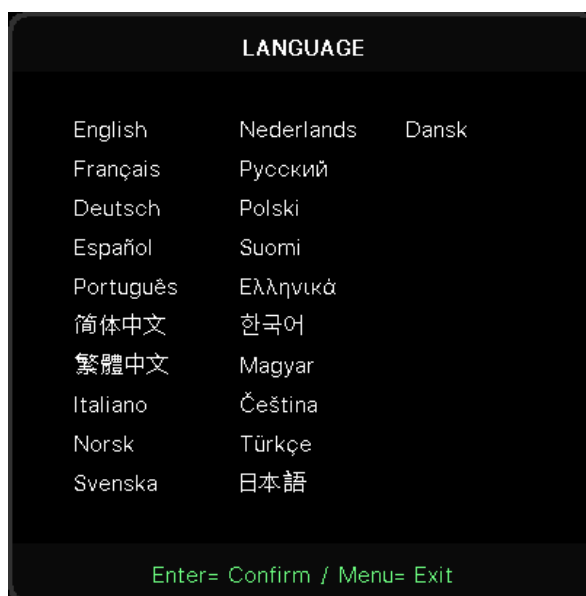 LANGUAGE
English Nederlands Dansk
Français Русский
Deutsch Polski
Español Suomi
Português Ελληνικά
简体中文 한국어
繁體中文 Magyar
Italiano Čeština
Norsk Türkçe
Svenska 日本語
Enter= Confirm / Menu= Exit